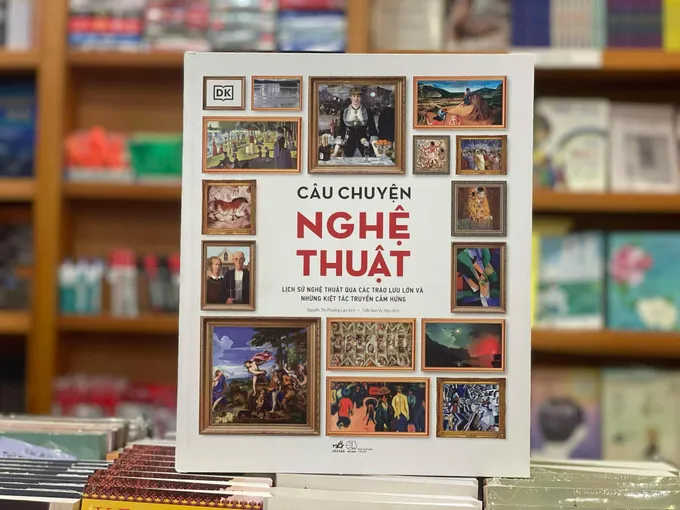 DK
CÂU CHUYỆN
NGHỆ
THUẬT
LỊCH SỬ NGHỆ THUẬT QUA CÁC TRÀO LƯU LỚN VÀ
NHỮNG KIỆT TÁC TRUYỀN CẢM HỨNG